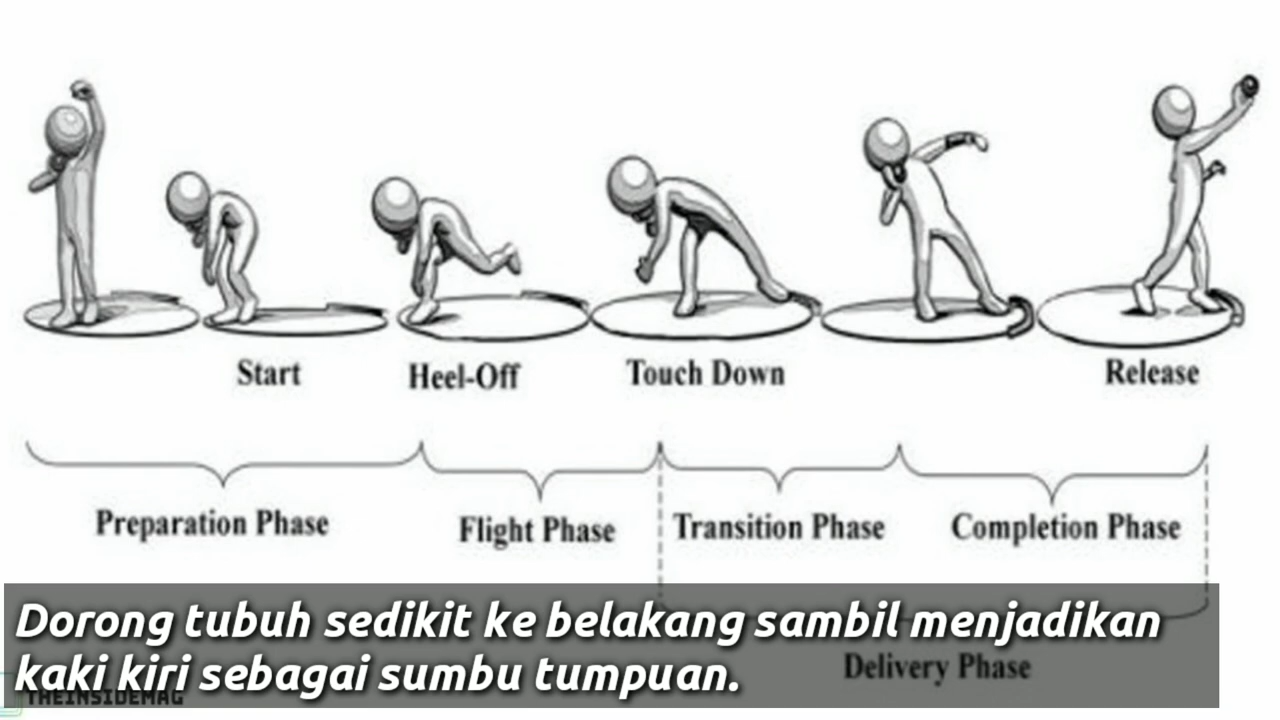 Start
Heel-Off
Touch Down
Release
Preparation Phase
Flight Phase
Transition Phase
Completion Phase
Dorong tubuh sedikit ke belakang sambil menjadikan
kaki kiri sebagai sumbu tumpuan.
Delivery Phase
THEINSIDEMAG